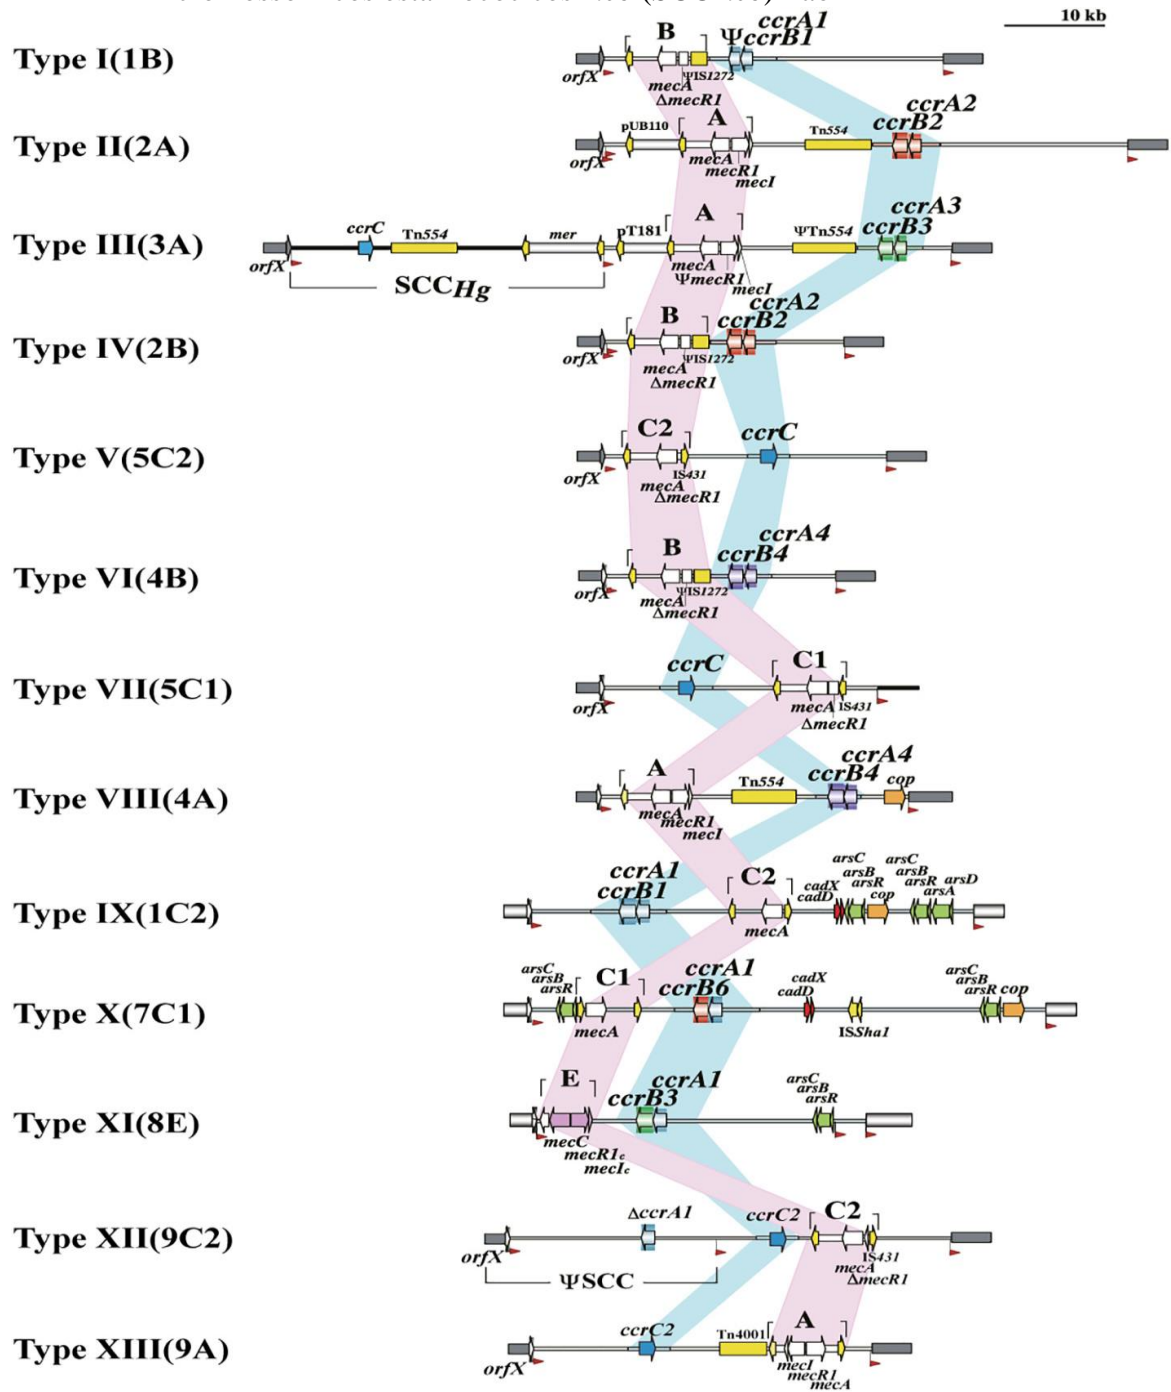 10 kb
Type I(1B)
B
ccrA1
ΨccrB1
orfX
ΨIS1272
mecA
ΔmecR1
Type II(2A)
pUB110
A
Tn554
ccrA2
ccrB2
orfX
mecA
mecR1
mecI
Type III(3A)
ccrC
Tn554
mer
pT181
A
ΨTn554
ccrA3
ccrB3
orfX
SCCHg
mecA
ΨmecR1
mecI
Type IV(2B)
B
ccrA2
ccrB2
orfX
ΨIS1272
mecA
ΔmecR1
Type V(5C2)
C2
ccrC
orfX
IS431
mecA
ΔmecR1
Type VI(4B)
B
ccrA4
ccrB4
orfX
ΨIS1272
mecA
ΔmecR1
Type VII(5C1)
ccrC
C1
orfX
mecA
IS431
ΔmecR1
Type VIII(4A)
A
Tn554
ccrA4
ccrB4
cop
orfX
mecA
mecR1
mecI
Type IX(1C2)
ccrA1
ccrB1
C2
cadX
cadD
arsC
arsB
arsR
cop
arsC
arsB
arsR
arsD
arsA
mecA
Type X(7C1)
arsC
arsB
arsR
C1
ccrA1
ccrB6
cadX
cadD
arsC
arsB
arsR
cop
mecA
ISSha1
Type XI(8E)
E
ccrA1
ccrB3
arsC
arsB
arsR
mecC
mecR1c
mecIc
Type XII(9C2)
ΔccrA1
ccrC2
C2
orfX
ΨSCC
IS431
mecA
ΔmecR1
Type XIII(9A)
ccrC2
Tn4001
A
orfX
mecI
mecR1
mecA